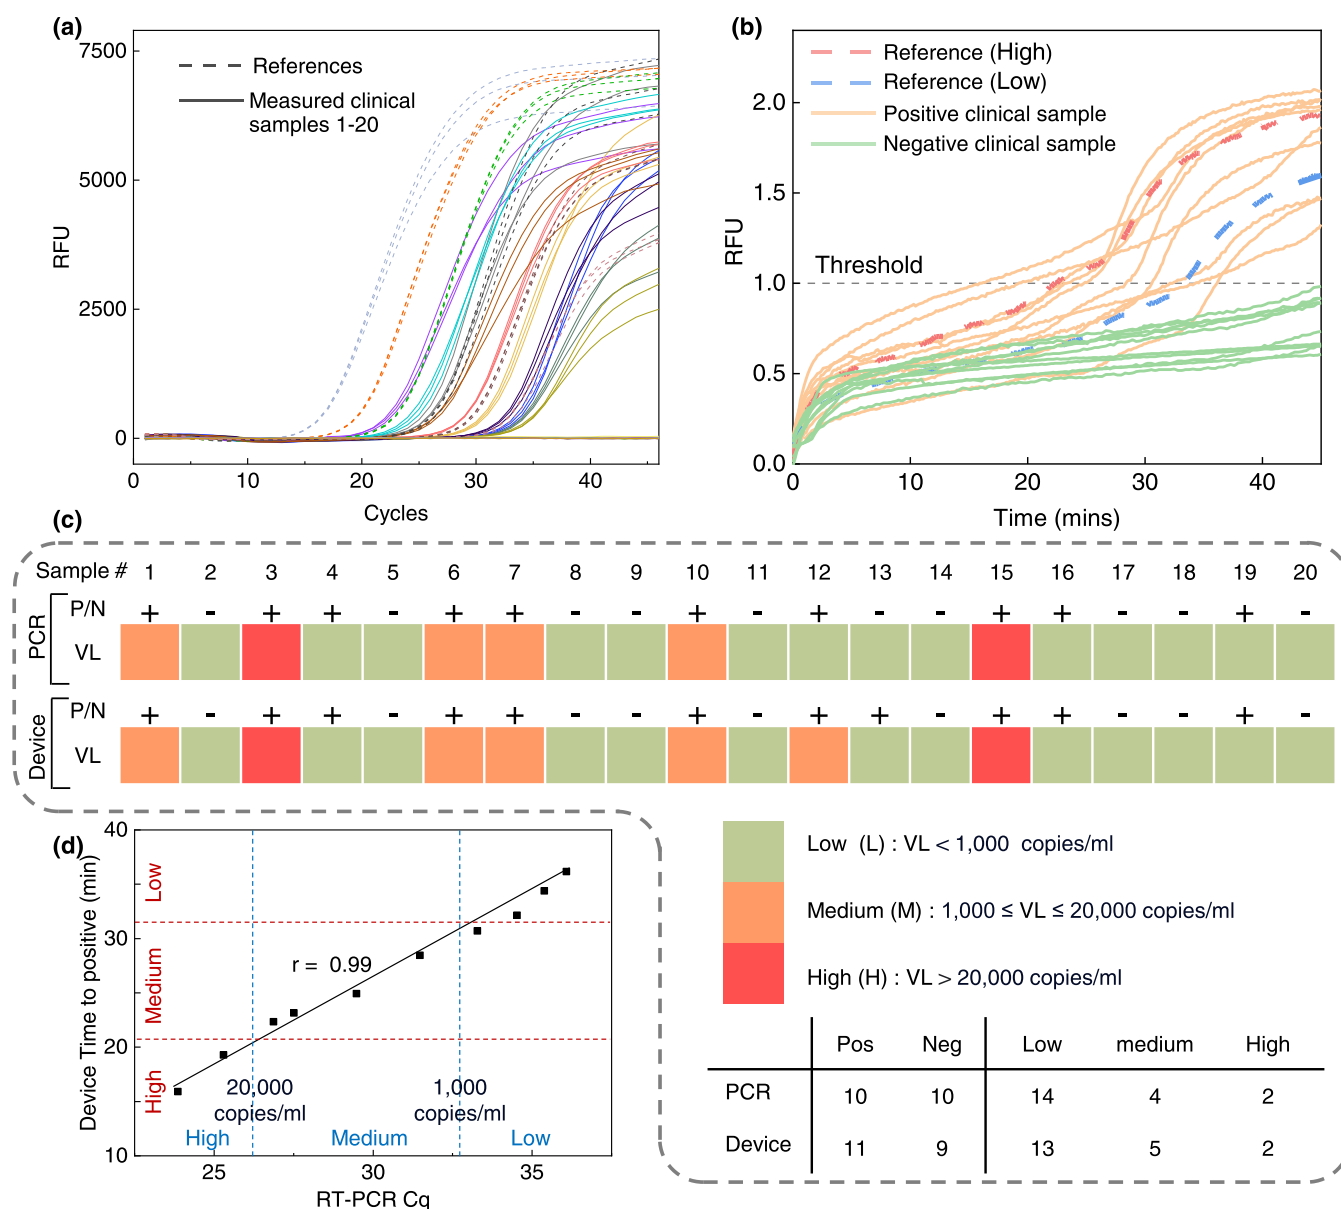 (a)
7500
5000
2500
0
RFU
References
Measured clinical
samples 1-20
0 10 20 30 40
Cycles
(b)
Reference (High)
Reference (Low)
Positive clinical sample
Negative clinical sample
2.0
1.5
1.0
0.5
0.0
RFU
Threshold
0 10 20 30 40
Time (mins)
(c)
Sample # 1 2 3 4 5 6 7 8 9 10 11 12 13 14 15 16 17 18 19 20
PCR
P/N + - + + - + + - - + - + - - + + - - + -
VL
Device
P/N + - + + - + + - - + - + + - + + - - + -
VL
(d)
40
30
20
10
Device Time to positive (min)
Low
Medium
High
r = 0.99
20,000
copies/ml
1,000
copies/ml
High Medium Low
25 30 35
RT-PCR Cq
Low (L) : VL < 1,000 copies/ml
Medium (M) : 1,000 ≤ VL ≤ 20,000 copies/ml
High (H) : VL > 20,000 copies/ml
Pos Neg Low medium High
PCR 10 10 14 4 2
Device 11 9 13 5 2